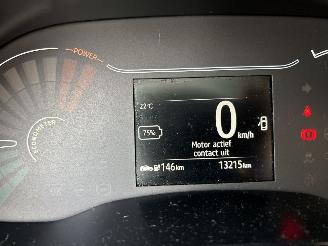 POWER
ECONOMETER
22°C
0 km/h
75%
Motor actief
contact uit
146km 13215km